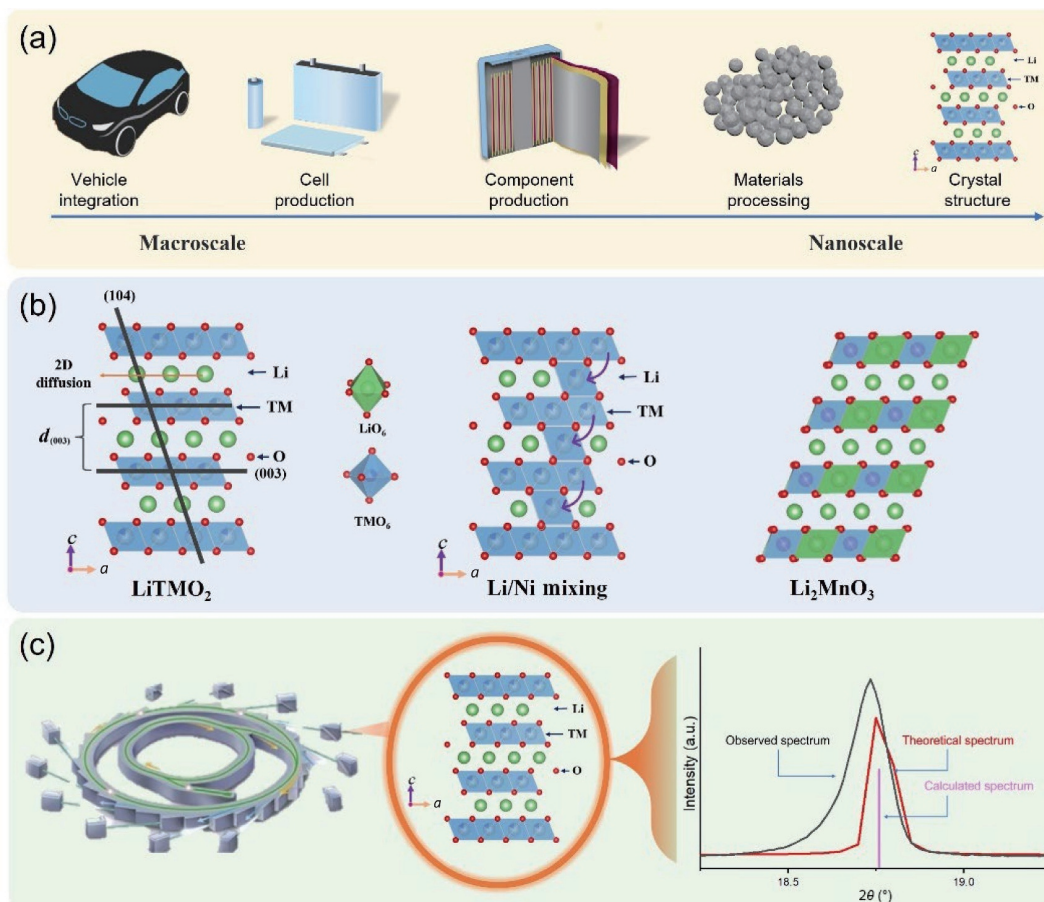 (a)
Li
TM
O
c
a
Vehicle
integration
Cell
production
Component
production
Materials
processing
Crystal
structure
Macroscale
Nanoscale
(b)
(104)
2D
diffusion
Li
TM
d(003)
O
(003)
c
a
LiTMO2
LiO6
TMO6
Li
TM
O
c
a
Li/Ni mixing
Li2MnO3
(c)
Li
TM
O
c
a
Intensity (a.u.)
Observed spectrum
Theoretical spectrum
Calculated spectrum
18.5
19.0
2θ (°)